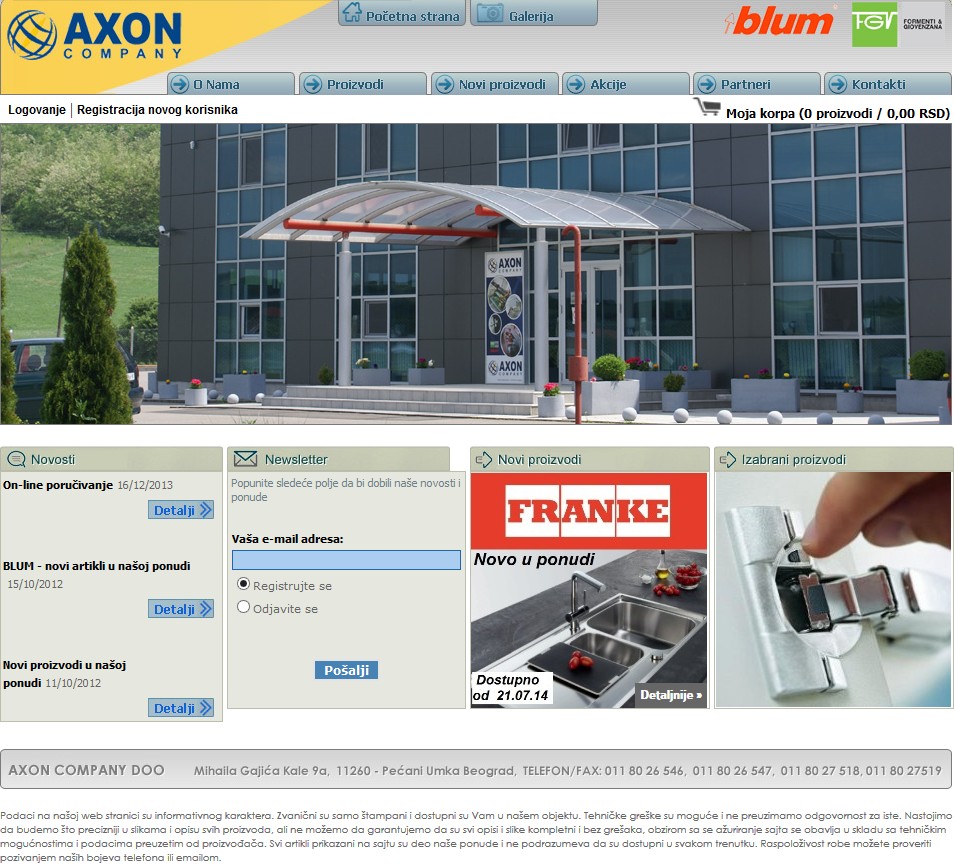 AXON
COMPANY
Početna strana
Galerija
blum
FGV
FORMENTI &
GIOVENZANA
O Nama
Proizvodi
Novi proizvodi
Akcije
Partneri
Kontakti
Logovanje | Registracija novog korisnika
Moja korpa (0 proizvodi / 0,00 RSD)
AXON
COMPANY
AXON
COMPANY
Novosti
On-line poručivanje 16/12/2013
Detalji
BLUM - novi artikli u našoj ponudi
15/10/2012
Detalji
Novi proizvodi u našoj
ponudi 11/10/2012
Detalji
Newsletter
Popunite sledeće polje da bi dobili naše novosti i
ponude
Vaša e-mail adresa:
Registrujte se
Odjavite se
Pošalji
Novi proizvodi
FRANKE
Novo u ponudi
Dostupno
od 21.07.14
Detaljnije »
Izabrani proizvodi
AXON COMPANY DOO Mihaila Gajića Kale 9a, 11260 - Pećani Umka Beograd, TELEFON/FAX: 011 80 26 546, 011 80 26 547, 011 80 27 518, 011 80 27519
Podaci na našoj web stranici su informativnog karaktera. Zvanični su samo štampani i dostupni su Vam u našem objektu. Tehničke greške su moguće i ne preuzimamo odgovornost za iste. Nastojimo
da budemo što precizniji u slikama i opisu svih proizvoda, ali ne možemo da garantujemo da su svi opisi i slike kompletni i bez grešaka, obzirom sa se ažuriranje sajta se obavlja u skladu sa tehničkim
mogućnostima i podacima preuzetim od proizvođača. Svi artikli prikazani na sajtu su deo naše ponude i ne podrazumeva da su dostupni u svakom trenutku. Raspoloživost robe možete proveriti
pozivanjem naših bojeva telefona ili emailom.